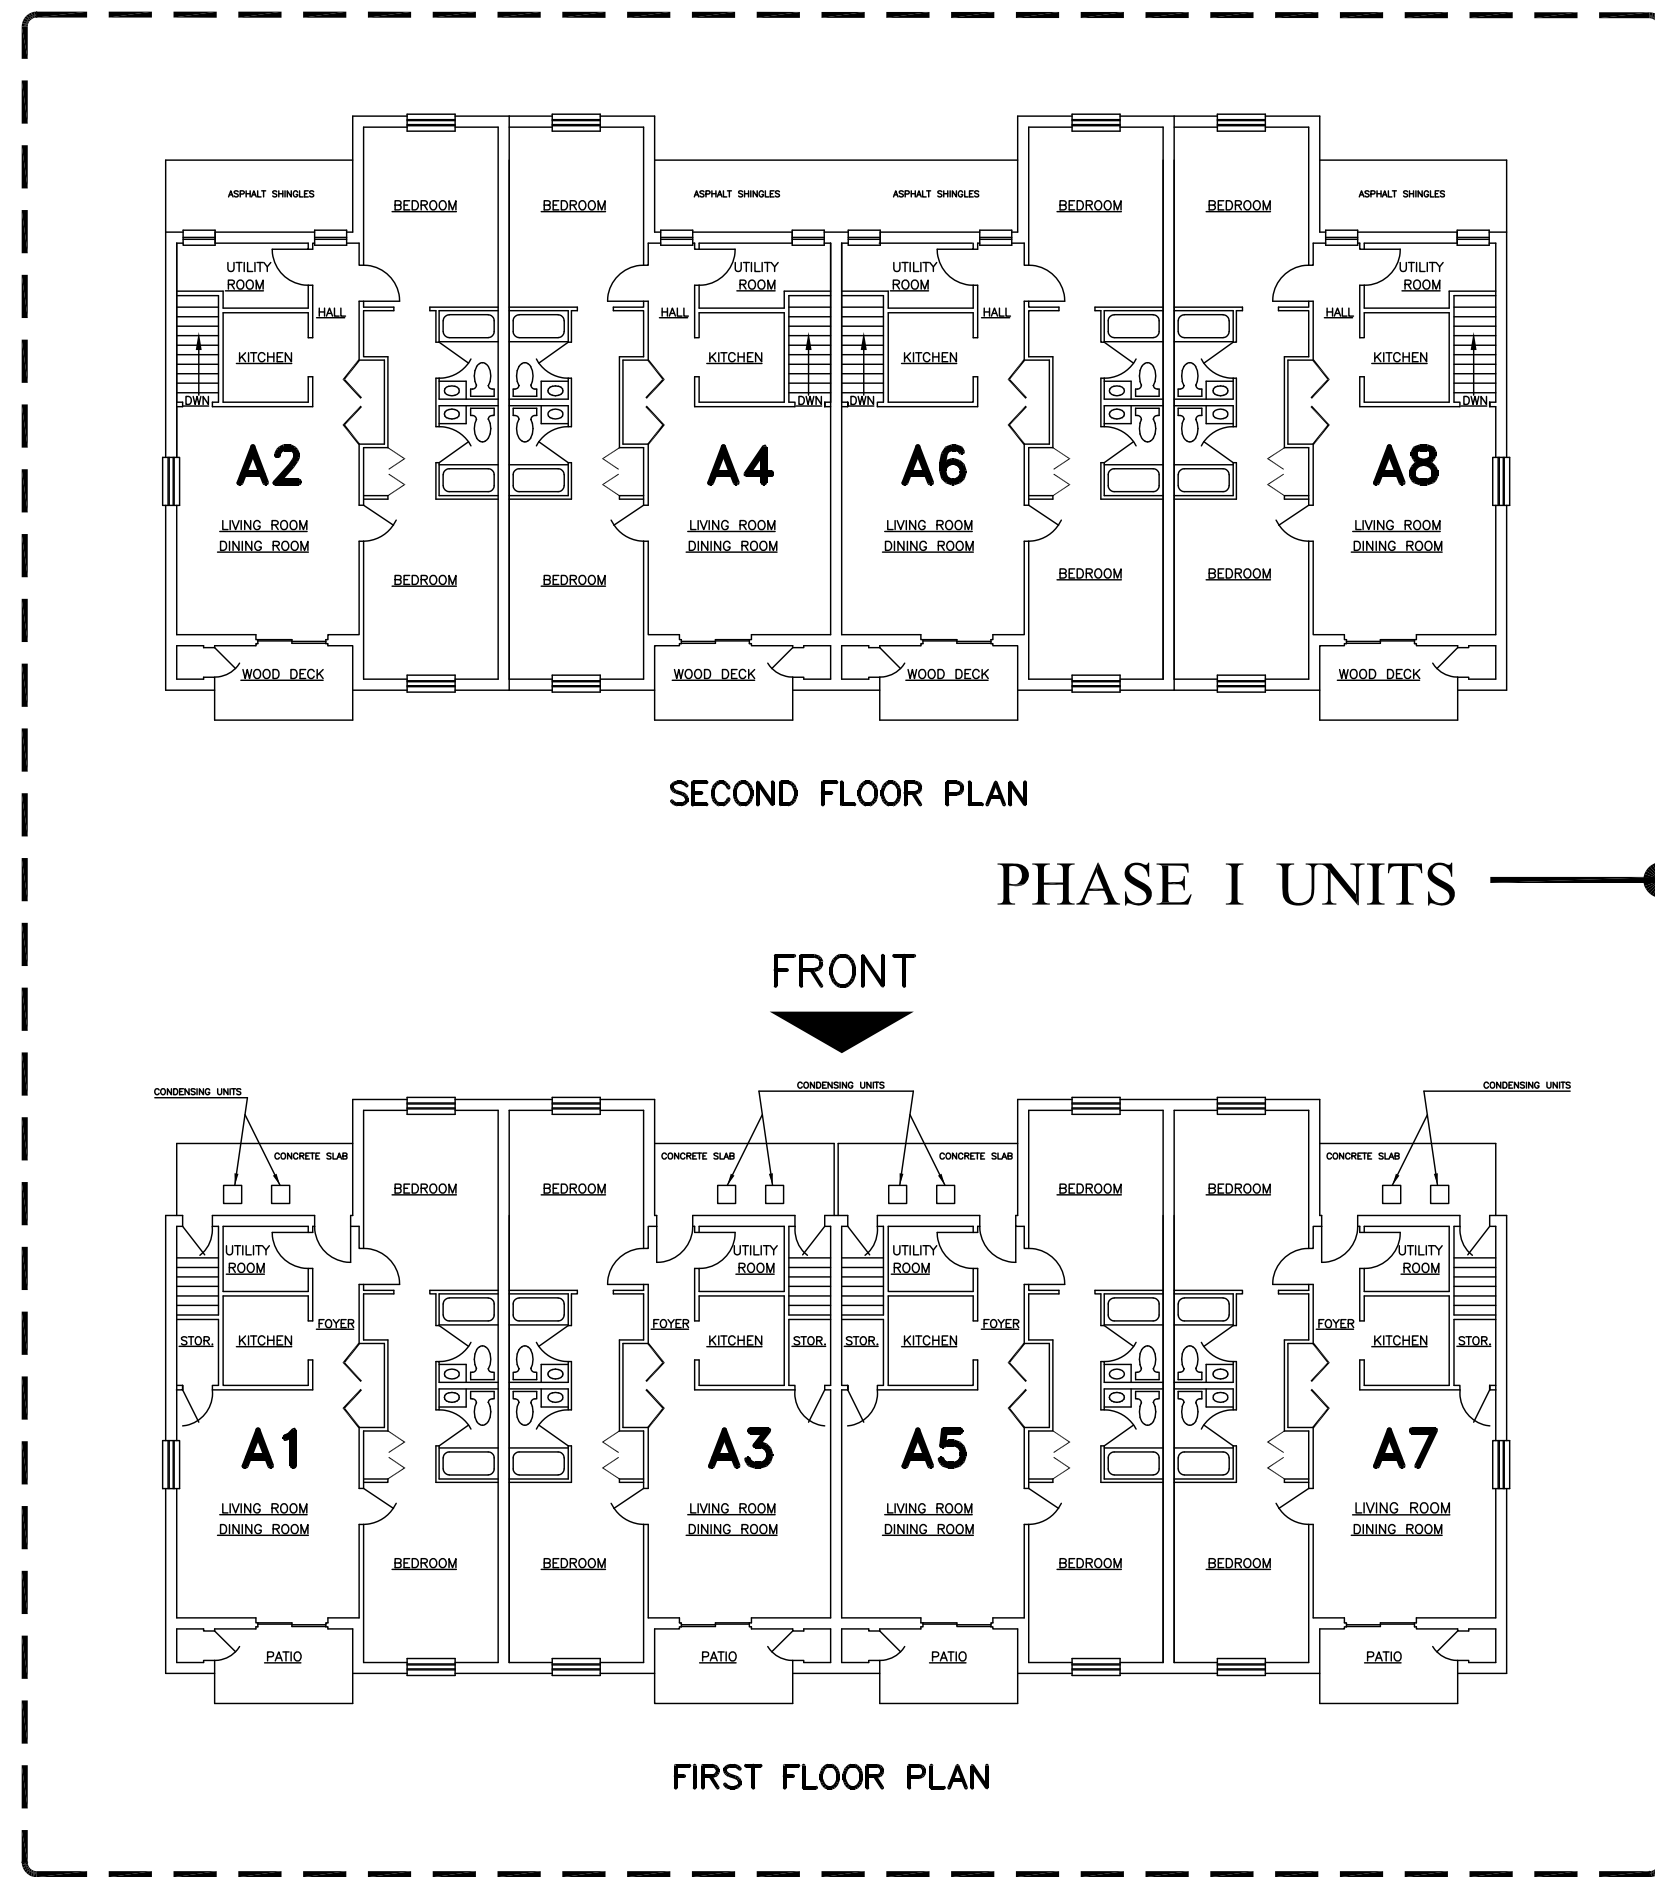 ASPHALT SHINGLES ASPHALT SHINGLES ASPHALT SHINGLES ASPHALT SHINGLES
BEDROOM BEDROOM BEDROOM BEDROOM
UTILITY UTILITY UTILITY UTILITY
ROOM ROOM ROOM ROOM
HALL HALL HALL HALL
KITCHEN KITCHEN KITCHEN KITCHEN
DWN DWN DWN DWN
A2 A4 A6 A8
LIVING ROOM LIVING ROOM LIVING ROOM LIVING ROOM
DINING ROOM DINING ROOM DINING ROOM DINING ROOM
BEDROOM BEDROOM BEDROOM BEDROOM
WOOD DECK WOOD DECK WOOD DECK WOOD DECK
SECOND FLOOR PLAN
PHASE I UNITS
FRONT
CONDENSING UNITS CONDENSING UNITS CONDENSING UNITS
CONCRETE SLAB CONCRETE SLAB CONCRETE SLAB CONCRETE SLAB
BEDROOM BEDROOM BEDROOM BEDROOM
UTILITY UTILITY UTILITY UTILITY
ROOM ROOM ROOM ROOM
FOYER FOYER FOYER FOYER
STOR. KITCHEN KITCHEN STOR. STOR. KITCHEN KITCHEN STOR.
A1 A3 A5 A7
LIVING ROOM LIVING ROOM LIVING ROOM LIVING ROOM
DINING ROOM DINING ROOM DINING ROOM DINING ROOM
BEDROOM BEDROOM BEDROOM BEDROOM
PATIO PATIO PATIO PATIO
FIRST FLOOR PLAN